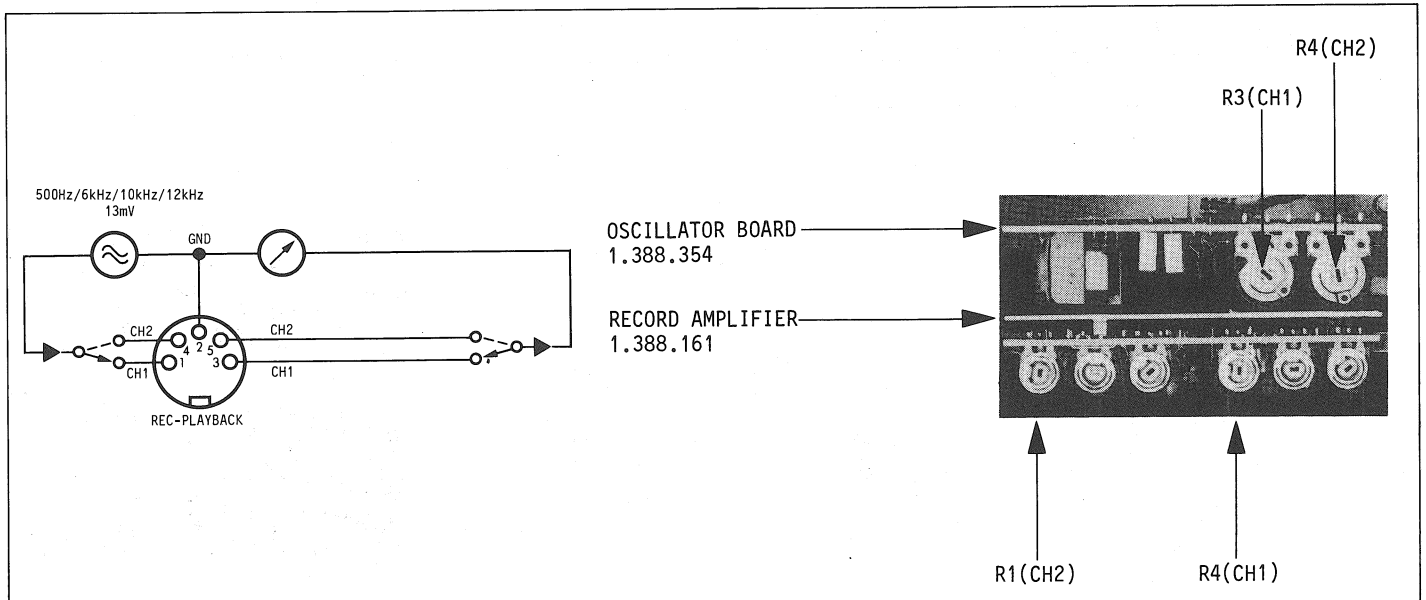 R4(CH2)
R3(CH1)
500Hz/6kHz/10kHz/12kHz
13mV
GND
OSCILLATOR BOARD
1.388.354
RECORD AMPLIFIER
1.388.161
CH2 4 2 5 CH2
CH1 1 3 CH1
REC-PLAYBACK
R1(CH2) R4(CH1)